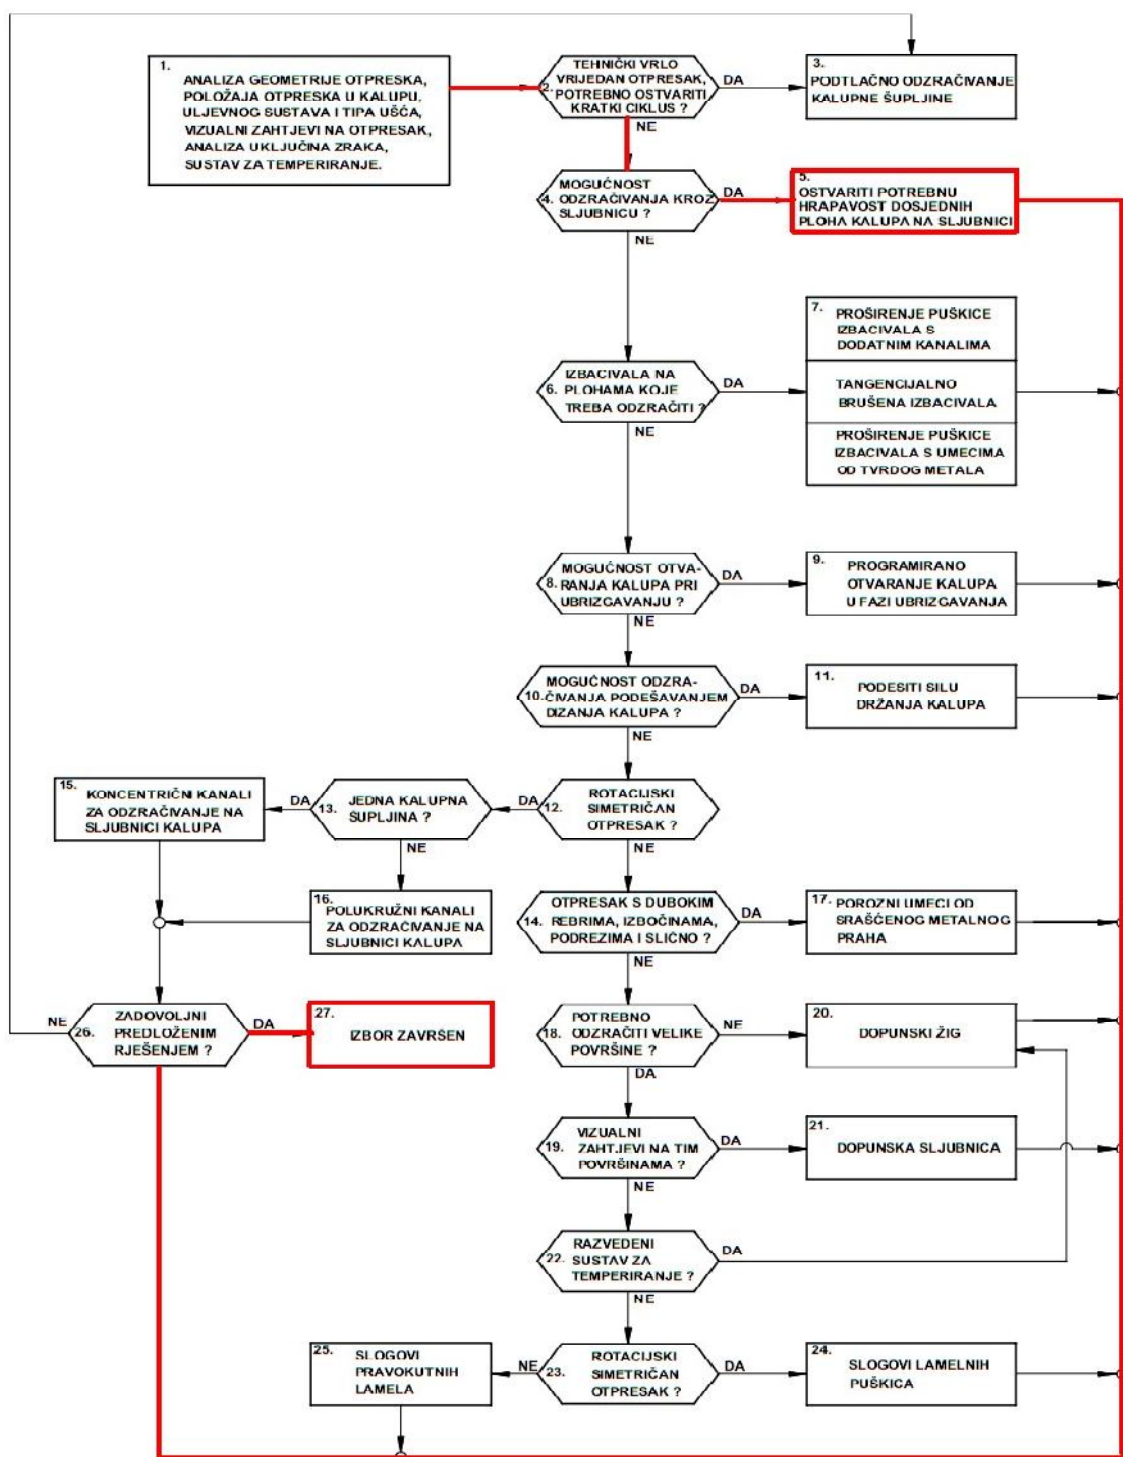 1.
ANALIZA GEOMETRIJE OTPRESKA,
POLOŽAJA OTPRESKA U KALUPU,
ULJEVNOG SUSTAVA I TIPA UŠĆA,
VIZUALNI ZAHTJEVI NA OTPRESAK,
ANALIZA UKLJUČINA ZRAKA,
SUSTAV ZA TEMPERIRANJE.
TEHNIČKI VRLO
VRIJEDAN OTPRESAK,
2. POTREBNO OSTVARITI
KRATKI CIKLUS ?
DA
NE
3.
PODTLAČNO ODZRAČIVANJE
KALUPNE ŠUPLJINE
MOGUĆNOST
4. ODZRAČIVANJA KROZ
SLJUBNICU ?
DA
NE
5.
OSTVARITI POTREBNU
HRAPAVOST DOSJEDNIH
PLOHA KALUPA NA SLJUBNICI
IZBACIVALA NA
6. PLOHAMA KOJE
TREBA ODZRAČITI ?
DA
NE
7. PROŠIRENJE PUŠKICE
IZBACIVALA S
DODATNIM KANALIMA
TANGENCIJALNO
BRUŠENA IZBACIVALA
PROŠIRENJE PUŠKICE
IZBACIVALA S UMECIMA
OD TVRDOG METALA
MOGUĆNOST OTVA-
8. RANJA KALUPA PRI
UBRIZGAVANJU ?
DA
NE
9. PROGRAMIRANO
OTVARANJE KALUPA
U FAZI UBRIZGAVANJA
MOGUĆNOST ODZRA-
10. ČIVANJA PODEŠAVANJEM
DIZANJA KALUPA ?
DA
NE
11. PODESITI SILU
DRŽANJA KALUPA
ROTACIJSKI
12. SIMETRIČAN
OTPRESAK ?
DA
NE
JEDNA KALUPNA
13. ŠUPLJINA ?
DA
NE
15. KONCENTRIČNI KANALI
ZA ODZRAČIVANJE NA
SLJUBNICI KALUPA
16.
POLUKRUŽNI KANALI
ZA ODZRAČIVANJE NA
SLJUBNICI KALUPA
OTPRESAK S DUBOKIM
14. REBRIMA, IZBOČINAMA,
PODREZIMA I SLIČNO ?
DA
NE
17. POROZNI UMECI OD
SRAŠĆENOG METALNOG
PRAHA
ZADOVOLJNI
26. PREDLOŽENIM
RJEŠENJEM ?
NE
DA
27.
IZBOR ZAVRŠEN
POTREBNO
18. ODZRAČITI VELIKE
POVRŠINE ?
NE
DA
20.
DOPUNSKI ŽIG
VIZUALNI
19. ZAHTJEVI NA TIM
POVRŠINAMA ?
DA
NE
21.
DOPUNSKA SLJUBNICA
RAZVEDENI
22. SUSTAV ZA
TEMPERIRANJE ?
DA
NE
ROTACIJSKI
23. SIMETRIČAN
OTPRESAK ?
NE
DA
25. SLOGOVI
PRAVOKUTNIH
LAMELA
24. SLOGOVI LAMELNIH
PUŠKICA